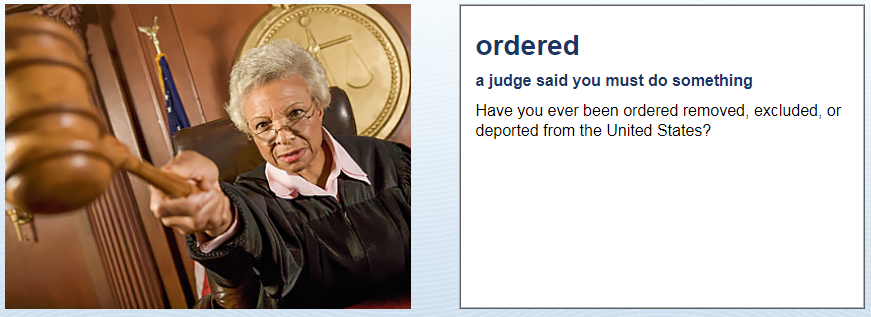 ordered
a judge said you must do something
Have you ever been ordered removed, excluded, or
deported from the United States?